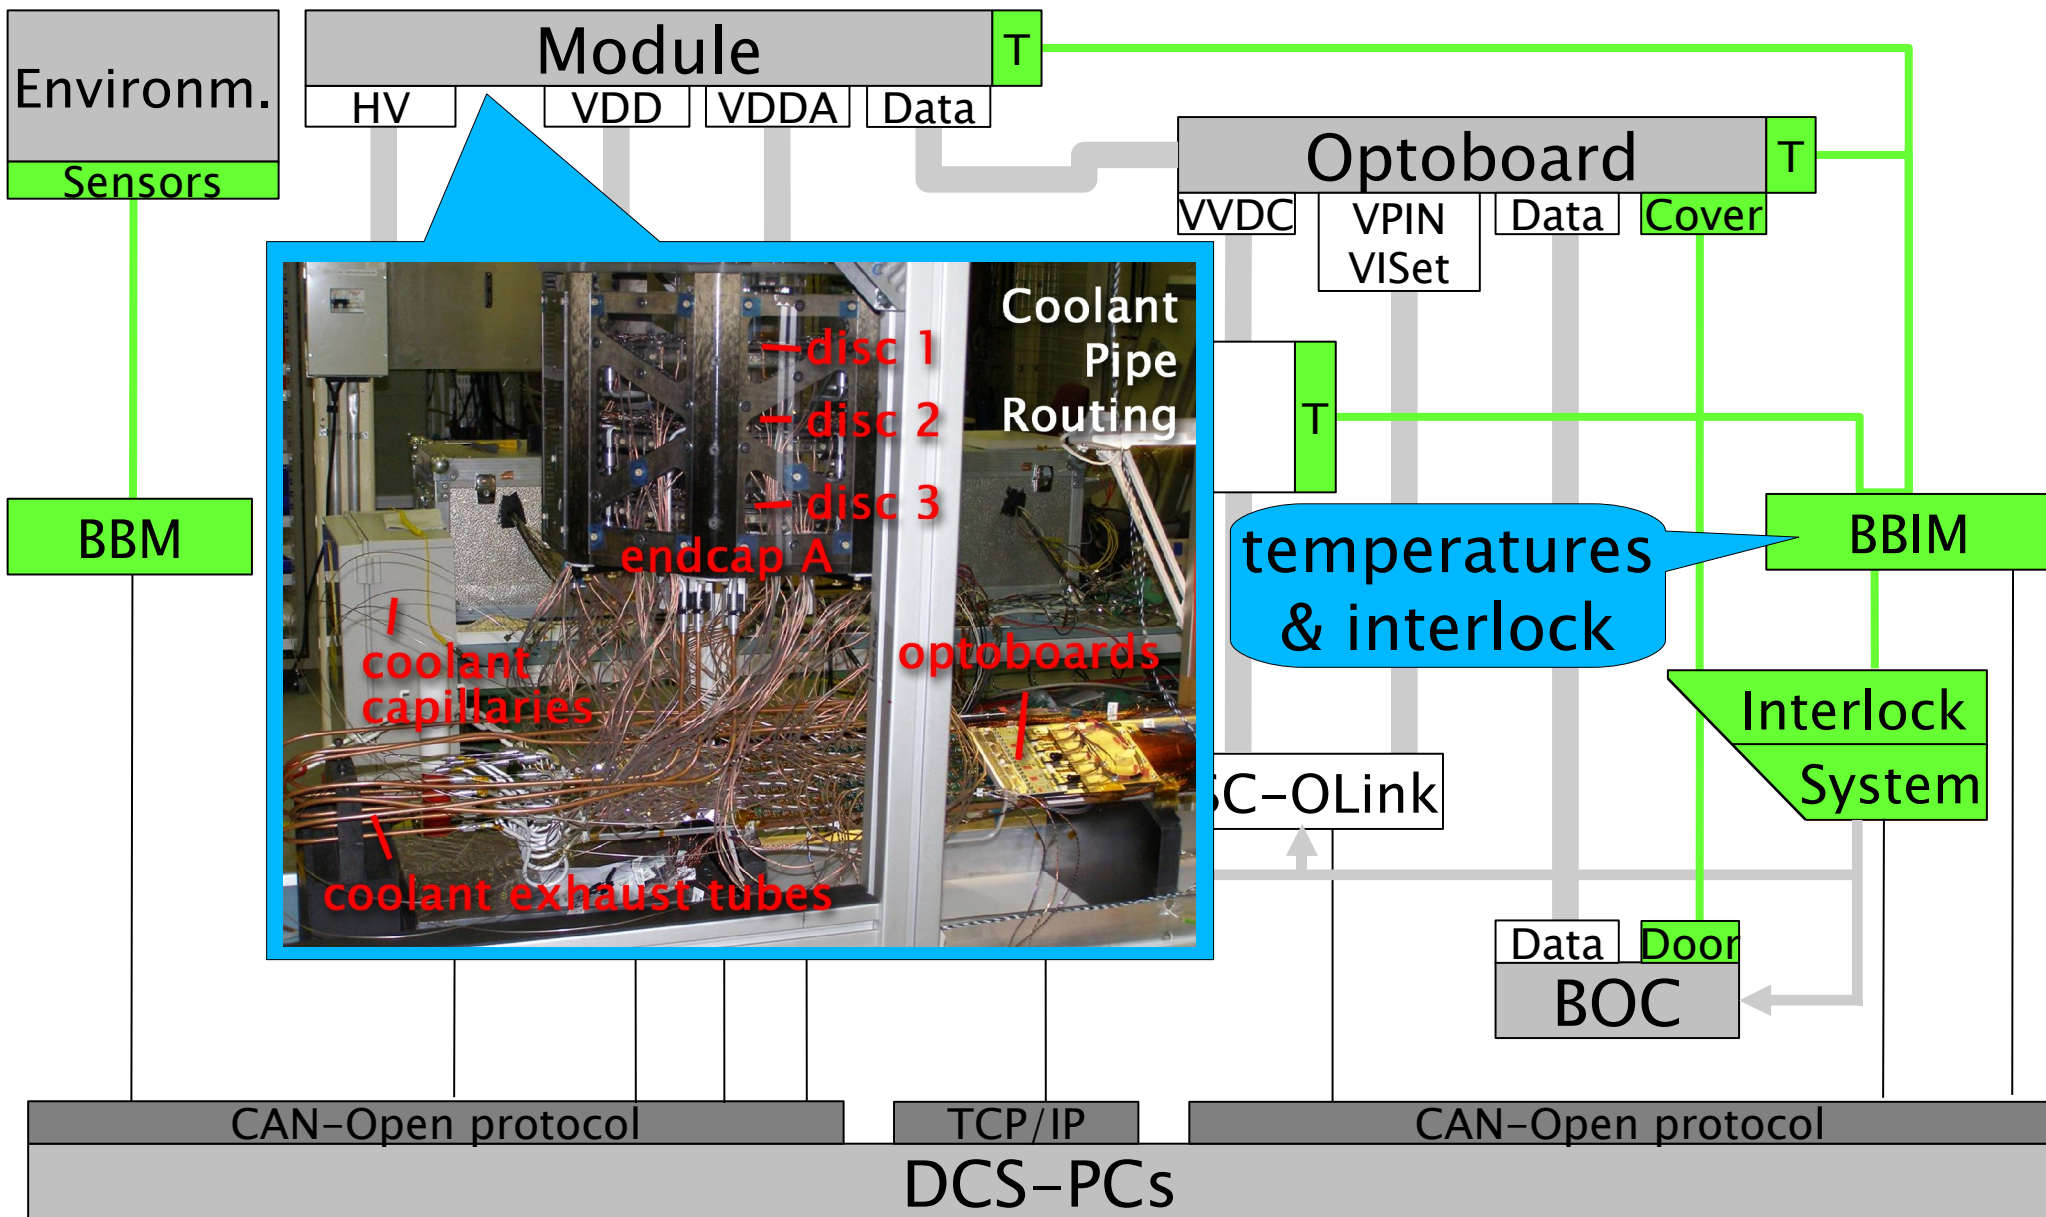 Environm.
Sensors
Module
T
HV
VDD
VDDA
Data
Optoboard
T
VVDC
VPIN
VISet
Data
Cover
T
Coolant
Pipe
Routing
disc 1
disc 2
disc 3
endcap A
coolant
capillaries
optoboards
coolant exhaust tubes
BBM
temperatures
& interlock
BBIM
Interlock
System
SC-OLink
Data
Door
BOC
CAN-Open protocol
TCP/IP
CAN-Open protocol
DCS-PCs